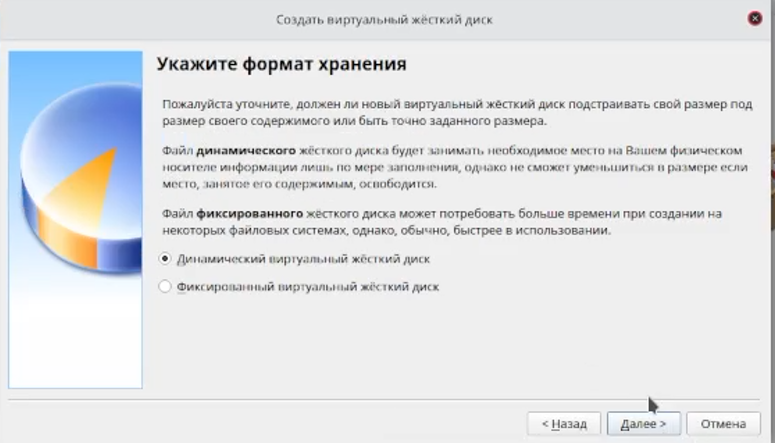 Создать виртуальный жёсткий диск
Укажите формат хранения
Пожалуйста уточните, должен ли новый виртуальный жёсткий диск подстраивать свой размер под
размер своего содержимого или быть точно заданного размера.
Файл динамического жёсткого диска будет занимать необходимое место на Вашем физическом
носителе информации лишь по мере заполнения, однако не сможет уменьшиться в размере если
место, занятое его содержимым, освободится.
Файл фиксированного жёсткого диска может потребовать больше времени при создании на
некоторых файловых системах, однако, обычно, быстрее в использовании.
Динамический виртуальный жёсткий диск
Фиксированный виртуальный жёсткий диск
< Назад
Далее >
Отмена